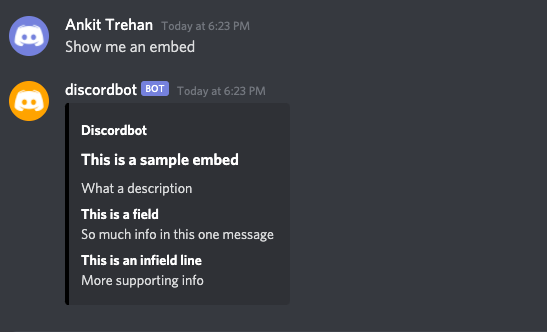 Ankit Trehan Today at 6:23 PM
Show me an embed
discordbot BOT Today at 6:23 PM
Discordbot
This is a sample embed
What a description
This is a field
So much info in this one message
This is an infield line
More supporting info